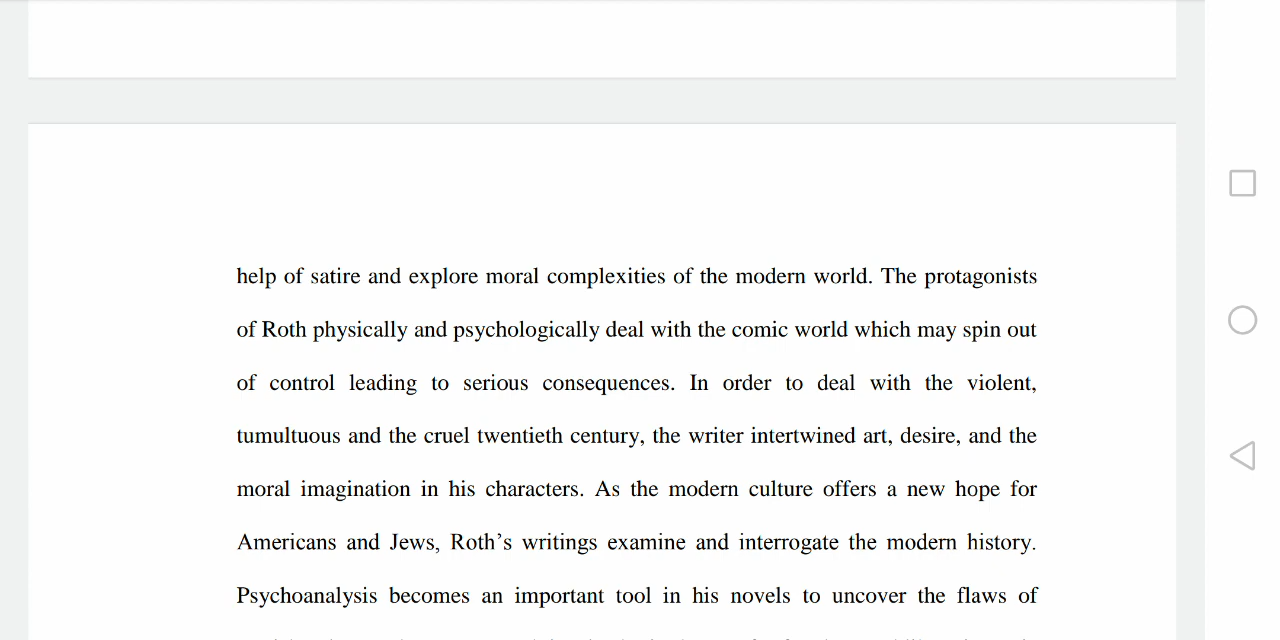 help of satire and explore moral complexities of the modern world. The protagonists
of Roth physically and psychologically deal with the comic world which may spin out
of control leading to serious consequences. In order to deal with the violent,
tumultuous and the cruel twentieth century, the writer intertwined art, desire, and the
moral imagination in his characters. As the modern culture offers a new hope for
Americans and Jews, Roth’s writings examine and interrogate the modern history.
Psychoanalysis becomes an important tool in his novels to uncover the flaws of